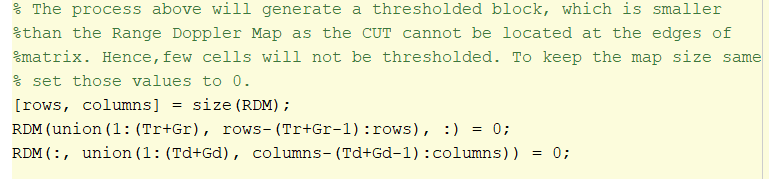 % The process above will generate a thresholded block, which is smaller
%than the Range Doppler Map as the CUT cannot be located at the edges of
%matrix. Hence,few cells will not be thresholded. To keep the map size same
% set those values to 0.
[rows, columns] = size(RDM);
RDM(union(1:(Tr+Gr), rows-(Tr+Gr-1):rows), :) = 0;
RDM(:, union(1:(Td+Gd), columns-(Td+Gd-1):columns)) = 0;